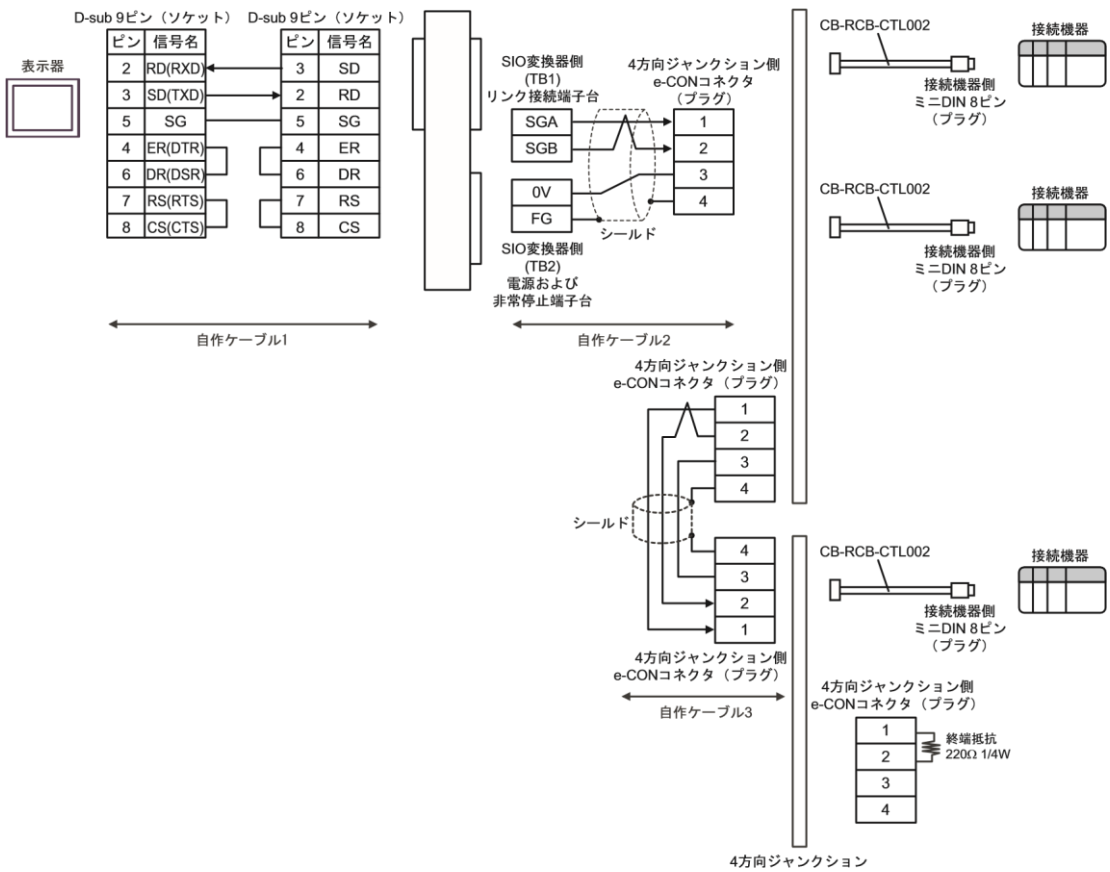 D-sub 9ピン（ソケット） D-sub 9ピン（ソケット）
ピン 信号名 ピン 信号名
2 RD(RXD) 3 SD
3 SD(TXD) 2 RD
5 SG 5 SG
4 ER(DTR) 4 ER
6 DR(DSR) 6 DR
7 RS(RTS) 7 RS
8 CS(CTS) 8 CS
表示器
自作ケーブル1
SIO変換器側
(TB1)
リンク接続端子台
SGA
SGB
0V
FG
SIO変換器側
(TB2)
電源および
非常停止端子台
シールド
4方向ジャンクション側
e-CONコネクタ
（プラグ）
1
2
3
4
自作ケーブル2
CB-RCB-CTL002
接続機器側
ミニDIN 8ピン
（プラグ）
接続機器
CB-RCB-CTL002
接続機器側
ミニDIN 8ピン
（プラグ）
接続機器
4方向ジャンクション側
e-CONコネクタ（プラグ）
1
2
3
4
シールド
4
3
2
1
4方向ジャンクション側
e-CONコネクタ（プラグ）
自作ケーブル3
CB-RCB-CTL002
接続機器側
ミニDIN 8ピン
（プラグ）
接続機器
4方向ジャンクション側
e-CONコネクタ（プラグ）
1
2
3
4
終端抵抗
220Ω 1/4W
4方向ジャンクション